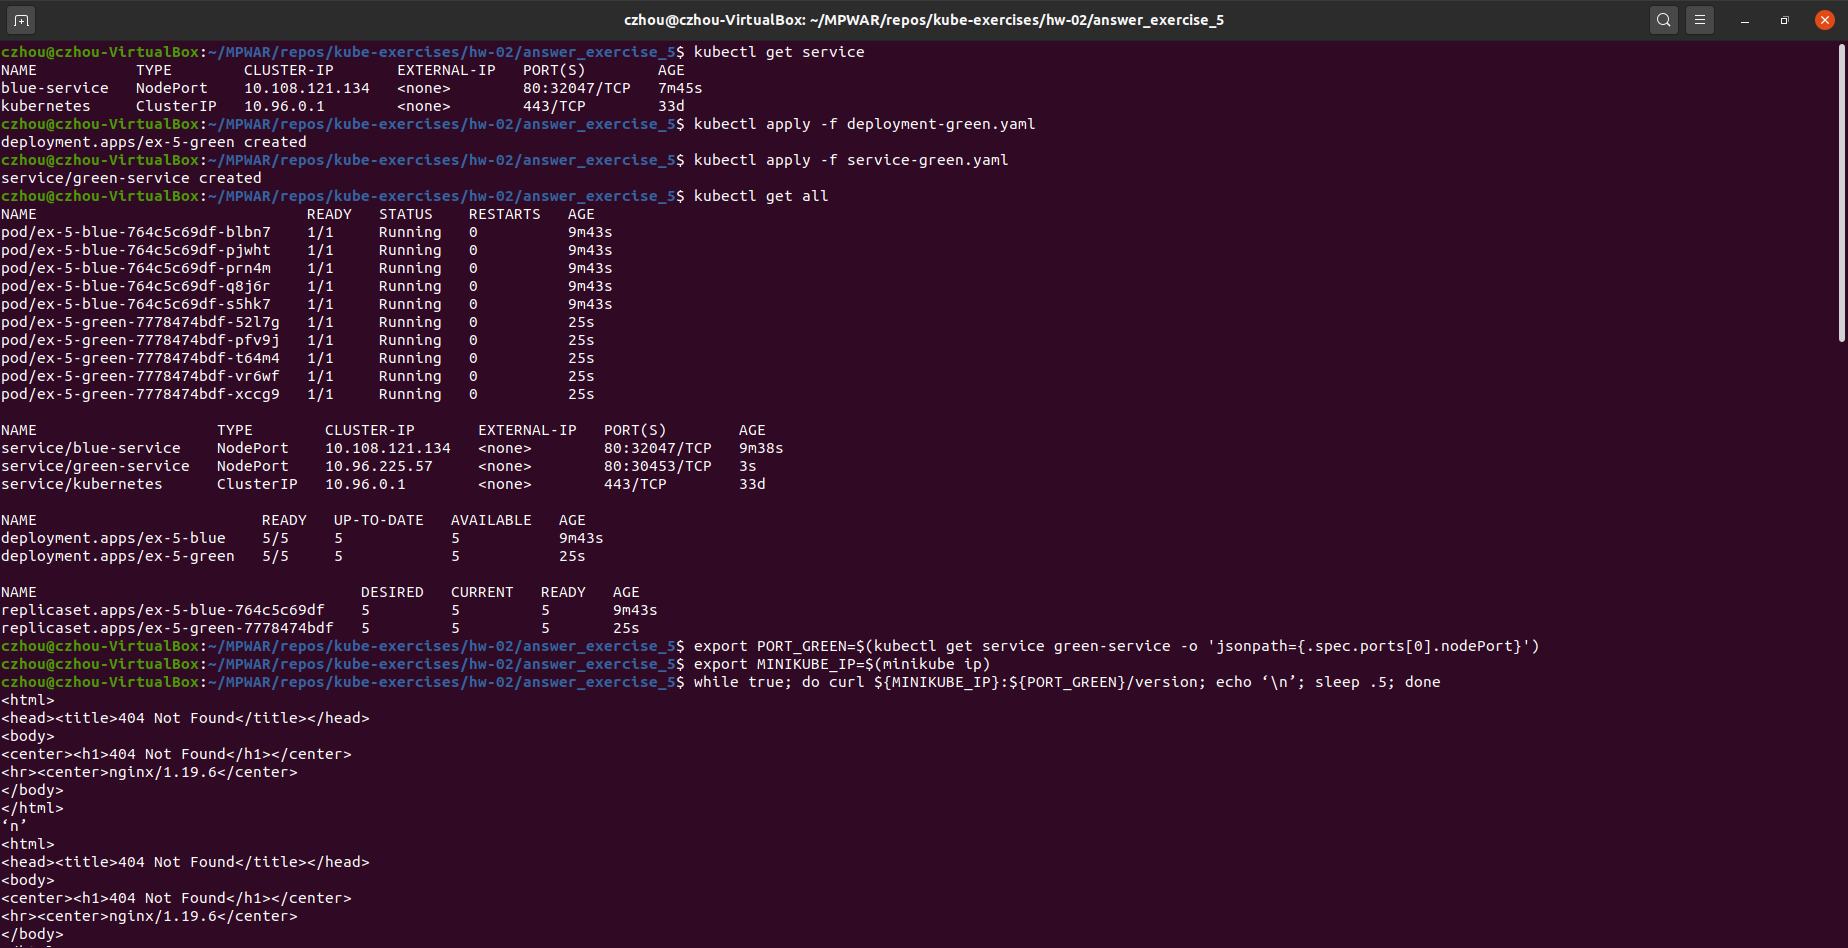 czhou@czhou-VirtualBox: ~/MPWAR/repos/kube-exercises/hw-02/answer_exercise_5
czhou@czhou-VirtualBox:~/MPWAR/repos/kube-exercises/hw-02/answer_exercise_5$ kubectl get service
NAME           TYPE        CLUSTER-IP       EXTERNAL-IP   PORT(S)        AGE
blue-service   NodePort    10.108.121.134   <none>        80:32047/TCP   7m45s
kubernetes     ClusterIP   10.96.0.1        <none>        443/TCP        33d
czhou@czhou-VirtualBox:~/MPWAR/repos/kube-exercises/hw-02/answer_exercise_5$ kubectl apply -f deployment-green.yaml
deployment.apps/ex-5-green created
czhou@czhou-VirtualBox:~/MPWAR/repos/kube-exercises/hw-02/answer_exercise_5$ kubectl apply -f service-green.yaml
service/green-service created
czhou@czhou-VirtualBox:~/MPWAR/repos/kube-exercises/hw-02/answer_exercise_5$ kubectl get all
NAME                              READY   STATUS    RESTARTS   AGE
pod/ex-5-blue-764c5c69df-blbn7    1/1     Running   0          9m43s
pod/ex-5-blue-764c5c69df-pjwht    1/1     Running   0          9m43s
pod/ex-5-blue-764c5c69df-prn4m    1/1     Running   0          9m43s
pod/ex-5-blue-764c5c69df-q8j6r    1/1     Running   0          9m43s
pod/ex-5-blue-764c5c69df-s5hk7    1/1     Running   0          9m43s
pod/ex-5-green-7778474bdf-52l7g   1/1     Running   0          25s
pod/ex-5-green-7778474bdf-pfv9j   1/1     Running   0          25s
pod/ex-5-green-7778474bdf-t64m4   1/1     Running   0          25s
pod/ex-5-green-7778474bdf-vr6wf   1/1     Running   0          25s
pod/ex-5-green-7778474bdf-xccg9   1/1     Running   0          25s
NAME                    TYPE        CLUSTER-IP       EXTERNAL-IP   PORT(S)        AGE
service/blue-service    NodePort    10.108.121.134   <none>        80:32047/TCP   9m38s
service/green-service   NodePort    10.96.225.57     <none>        80:30453/TCP   3s
service/kubernetes      ClusterIP   10.96.0.1        <none>        443/TCP        33d
NAME                         READY   UP-TO-DATE   AVAILABLE   AGE
deployment.apps/ex-5-blue    5/5     5            5           9m43s
deployment.apps/ex-5-green   5/5     5            5           25s
NAME                                    DESIRED   CURRENT   READY   AGE
replicaset.apps/ex-5-blue-764c5c69df    5         5         5       9m43s
replicaset.apps/ex-5-green-7778474bdf   5         5         5       25s
czhou@czhou-VirtualBox:~/MPWAR/repos/kube-exercises/hw-02/answer_exercise_5$ export PORT_GREEN=$(kubectl get service green-service -o 'jsonpath={.spec.ports[0].nodePort}')
czhou@czhou-VirtualBox:~/MPWAR/repos/kube-exercises/hw-02/answer_exercise_5$ export MINIKUBE_IP=$(minikube ip)
czhou@czhou-VirtualBox:~/MPWAR/repos/kube-exercises/hw-02/answer_exercise_5$ while true; do curl ${MINIKUBE_IP}:${PORT_GREEN}/version; echo ‘\n’; sleep .5; done
<html>
<head><title>404 Not Found</title></head>
<body>
<center><h1>404 Not Found</h1></center>
<hr><center>nginx/1.19.6</center>
</body>
</html>
‘n’
<html>
<head><title>404 Not Found</title></head>
<body>
<center><h1>404 Not Found</h1></center>
<hr><center>nginx/1.19.6</center>
</body>